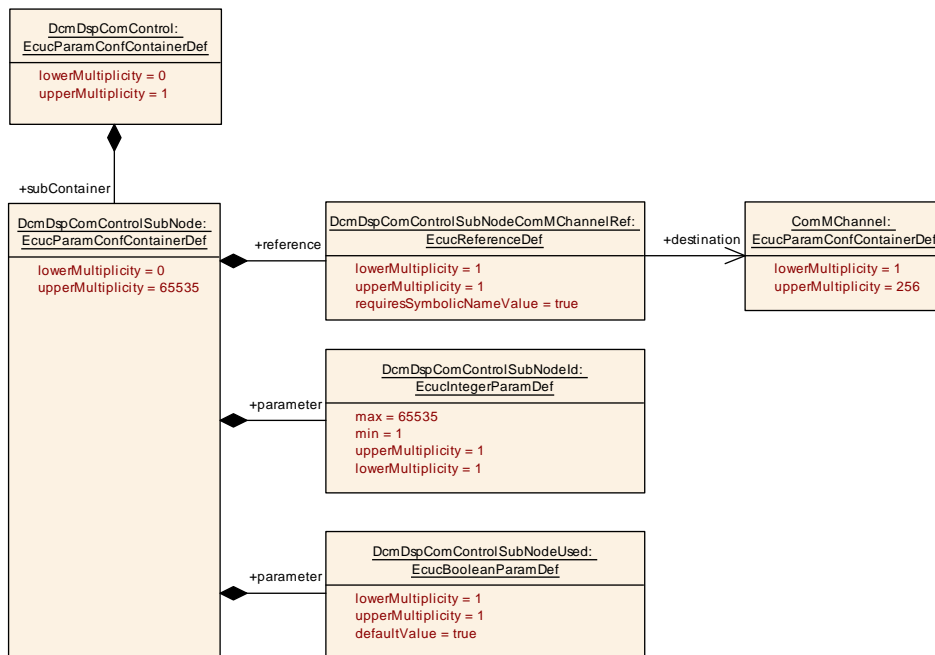 DcmDspComControl:
EcucParamConfContainerDef
lowerMultiplicity = 0
upperMultiplicity = 1
+subContainer
DcmDspComControlSubNode:
EcucParamConfContainerDef
lowerMultiplicity = 0
upperMultiplicity = 65535
+reference
DcmDspComControlSubNodeComMChannelRef:
EcucReferenceDef
lowerMultiplicity = 1
upperMultiplicity = 1
requiresSymbolicNameValue = true
+destination
ComMChannel:
EcucParamConfContainerDef
lowerMultiplicity = 1
upperMultiplicity = 256
+parameter
DcmDspComControlSubNodeId:
EcucIntegerParamDef
max = 65535
min = 1
upperMultiplicity = 1
lowerMultiplicity = 1
+parameter
DcmDspComControlSubNodeUsed:
EcucBooleanParamDef
lowerMultiplicity = 1
upperMultiplicity = 1
defaultValue = true